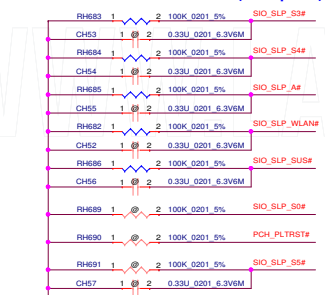 RH683 1 2 100K_0201_5% SIO_SLP_S3#
CH53 1 @ 2 0.33U_0201_6.3V6M
RH684 1 2 100K_0201_5% SIO_SLP_S4#
CH54 1 @ 2 0.33U_0201_6.3V6M
RH685 1 2 100K_0201_5% SIO_SLP_A#
CH55 1 @ 2 0.33U_0201_6.3V6M
RH682 1 2 100K_0201_5% SIO_SLP_WLAN#
CH52 1 @ 2 0.33U_0201_6.3V6M
RH686 1 2 100K_0201_5% SIO_SLP_SUS#
CH56 1 @ 2 0.33U_0201_6.3V6M
RH689 1 @ 2 100K_0201_5% SIO_SLP_S0#
RH690 1 @ 2 100K_0201_5% PCH_PLTRST#
RH691 1 @ 2 100K_0201_5% SIO_SLP_S5#
CH57 1 @ 2 0.33U_0201_6.3V6M